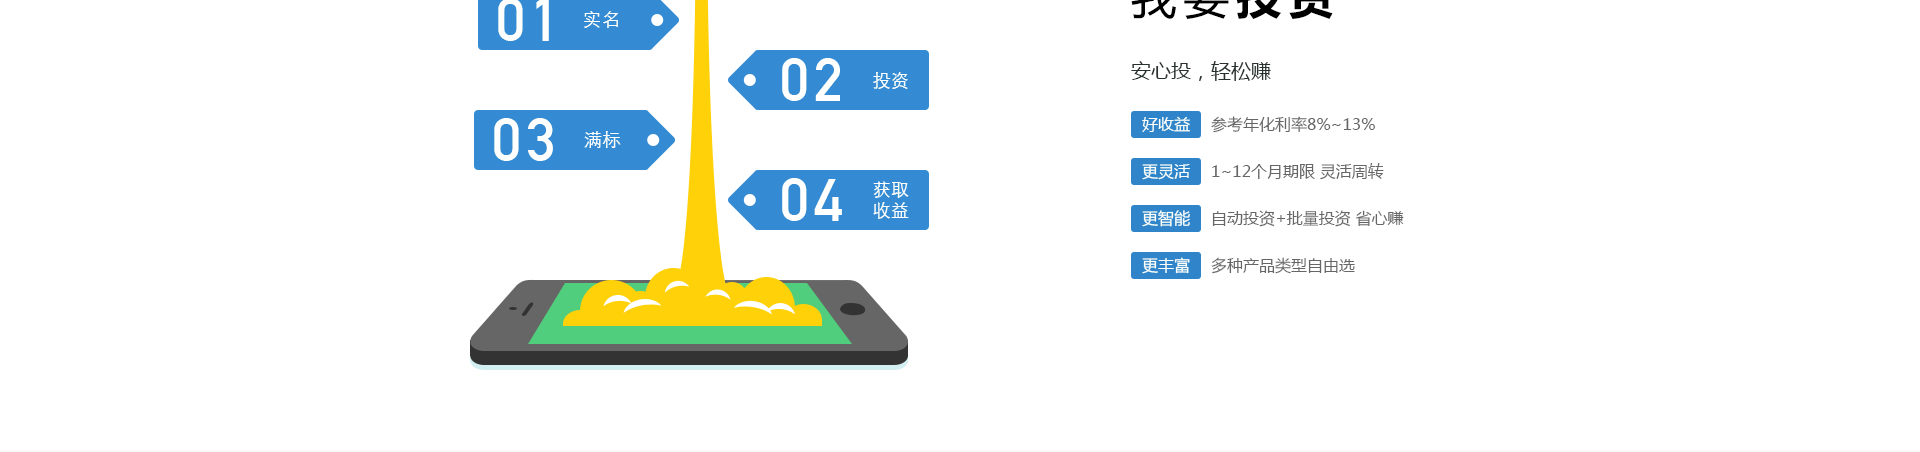 01 实名
02 投资
03 满标
04 获取
收益
我要投资
安心投，轻松赚
好收益 参考年化利率8%~13%
更灵活 1~12个月期限 灵活周转
更智能 自动投资+批量投资 省心赚
更丰富 多种产品类型自由选